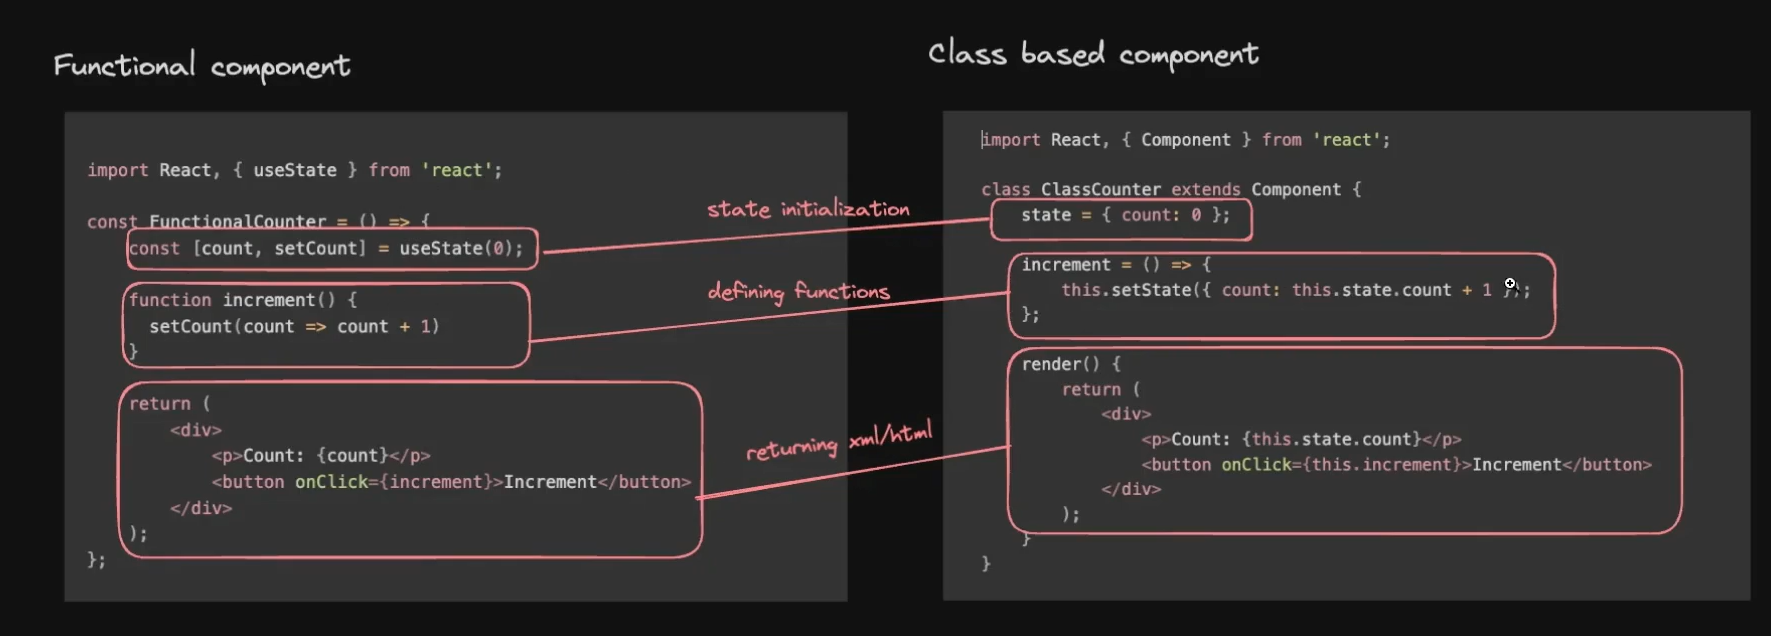 Functional component
import React, { useState } from 'react';
const FunctionalCounter = () => {
const [count, setCount] = useState(0);
function increment() {
setCount(count => count + 1)
}
return (
<div>
<p>Count: {count}</p>
<button onClick={increment}>Increment</button>
</div>
);
};
state initialization
defining functions
returning xml/html
Class based component
import React, { Component } from 'react';
class ClassCounter extends Component {
state = { count: 0 };
increment = () => {
this.setState({ count: this.state.count + 1 });
};
render() {
return (
<div>
<p>Count: {this.state.count}</p>
<button onClick={this.increment}>Increment</button>
</div>
);
}
}